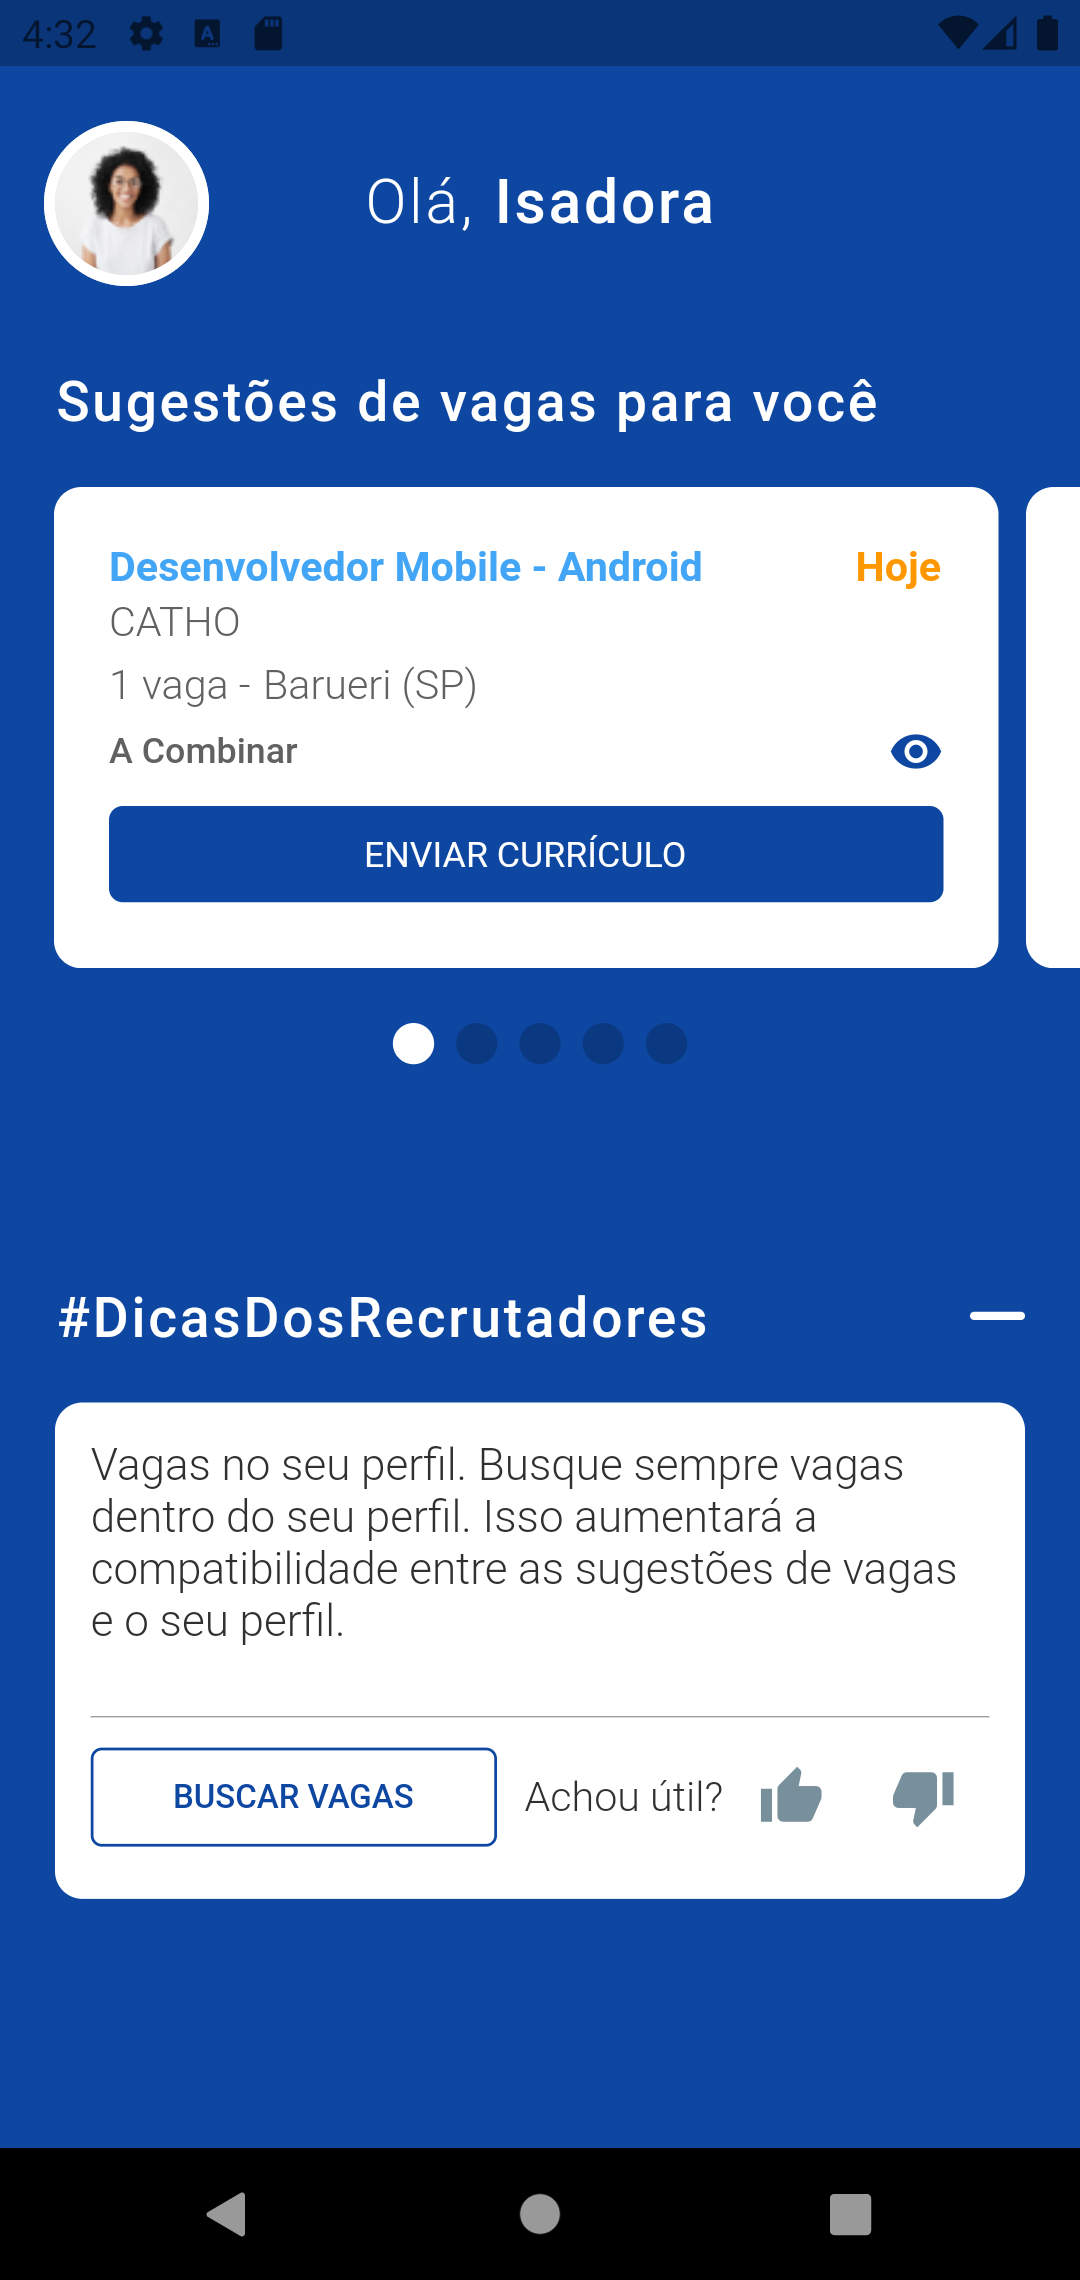 4:32
Olá, Isadora
Sugestões de vagas para você
Desenvolvedor Mobile - Android Hoje
CATHO
1 vaga - Barueri (SP)
A Combinar
ENVIAR CURRÍCULO
#DicasDosRecrutadores
Vagas no seu perfil. Busque sempre vagas
dentro do seu perfil. Isso aumentará a
compatibilidade entre as sugestões de vagas
e o seu perfil.
BUSCAR VAGAS Achou útil?